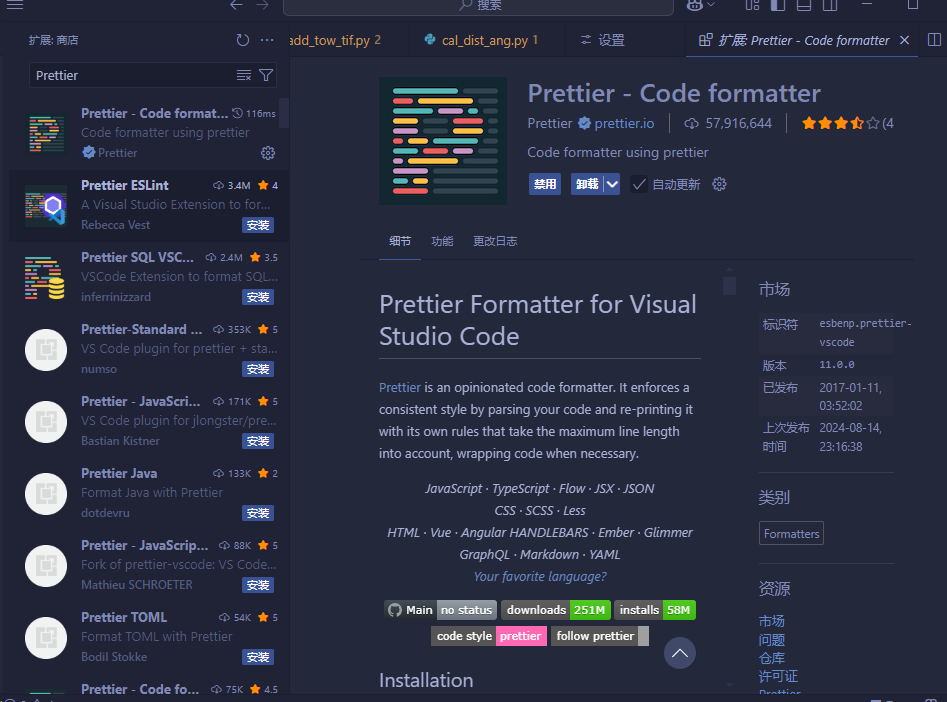 搜索
扩展: 商店
add_tow_tif.py 2
cal_dist_ang.py 1
设置
扩展: Prettier - Code formatter
Prettier
Prettier - Code format... 116ms
Code formatter using prettier
Prettier
Prettier ESLint 3.4M 4
A Visual Studio Extension to for...
Rebecca Vest 安装
Prettier SQL VSC... 2.4M 3.5
VSCode Extension to format SQL...
inferrinizzard 安装
Prettier-Standard ... 353K 5
VS Code plugin for prettier + sta...
numso 安装
Prettier - JavaScri... 171K 5
VS Code plugin for jlongster/pre...
Bastian Kistner 安装
Prettier Java 133K 2
Format Java with Prettier
dotdevru 安装
Prettier - JavaScrip... 88K 5
Fork of prettier-vscode: VS Code...
Mathieu SCHROETER 安装
Prettier TOML 54K 5
Format TOML with Prettier
Bodil Stokke 安装
Prettier - Code fo... 75K 4.5
Prettier - Code formatter
Prettier prettier.io 57,916,644 (4
Code formatter using prettier
禁用 卸载 自动更新
细节 功能 更改日志
Prettier Formatter for Visual
Studio Code
Prettier is an opinionated code formatter. It enforces a
consistent style by parsing your code and re-printing it
with its own rules that take the maximum line length
into account, wrapping code when necessary.
JavaScript · TypeScript · Flow · JSX · JSON
CSS · SCSS · Less
HTML · Vue · Angular HANDLEBARS · Ember · Glimmer
GraphQL · Markdown · YAML
Your favorite language?
Main no status downloads 251M installs 58M
code style prettier follow prettier
Installation
市场
标识符 esbenp.prettier-
vscode
版本 11.0.0
已发布 2017-01-11,
03:52:02
上次发布 2024-08-14,
时间 23:16:38
类别
Formatters
资源
市场
问题
仓库
许可证
Prettier